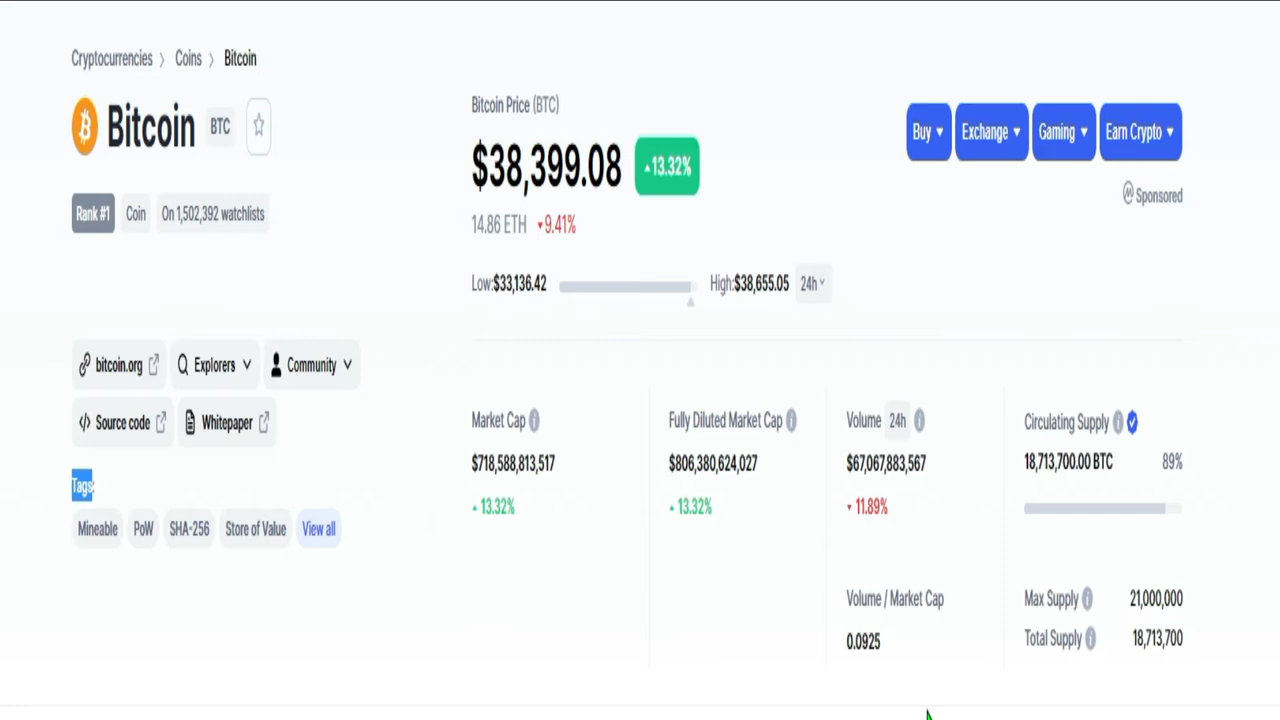 Cryptocurrencies > Coins > Bitcoin
Bitcoin BTC
Rank #1 Coin On 1,502,392 watchlists
bitcoin.org Explorers Community
Source code Whitepaper
Tags
Mineable PoW SHA-256 Store of Value View all
Bitcoin Price (BTC)
$38,399.08 13.32%
14.86 ETH 9.41%
Low:$33,136.42 High:$38,655.05 24h
Buy Exchange Gaming Earn Crypto
Sponsored
Market Cap
$718,588,813,517
13.32%
Fully Diluted Market Cap
$806,380,624,027
13.32%
Volume 24h
$67,067,883,567
11.89%
Volume / Market Cap
0.0925
Circulating Supply
18,713,700.00 BTC 89%
Max Supply 21,000,000
Total Supply 18,713,700